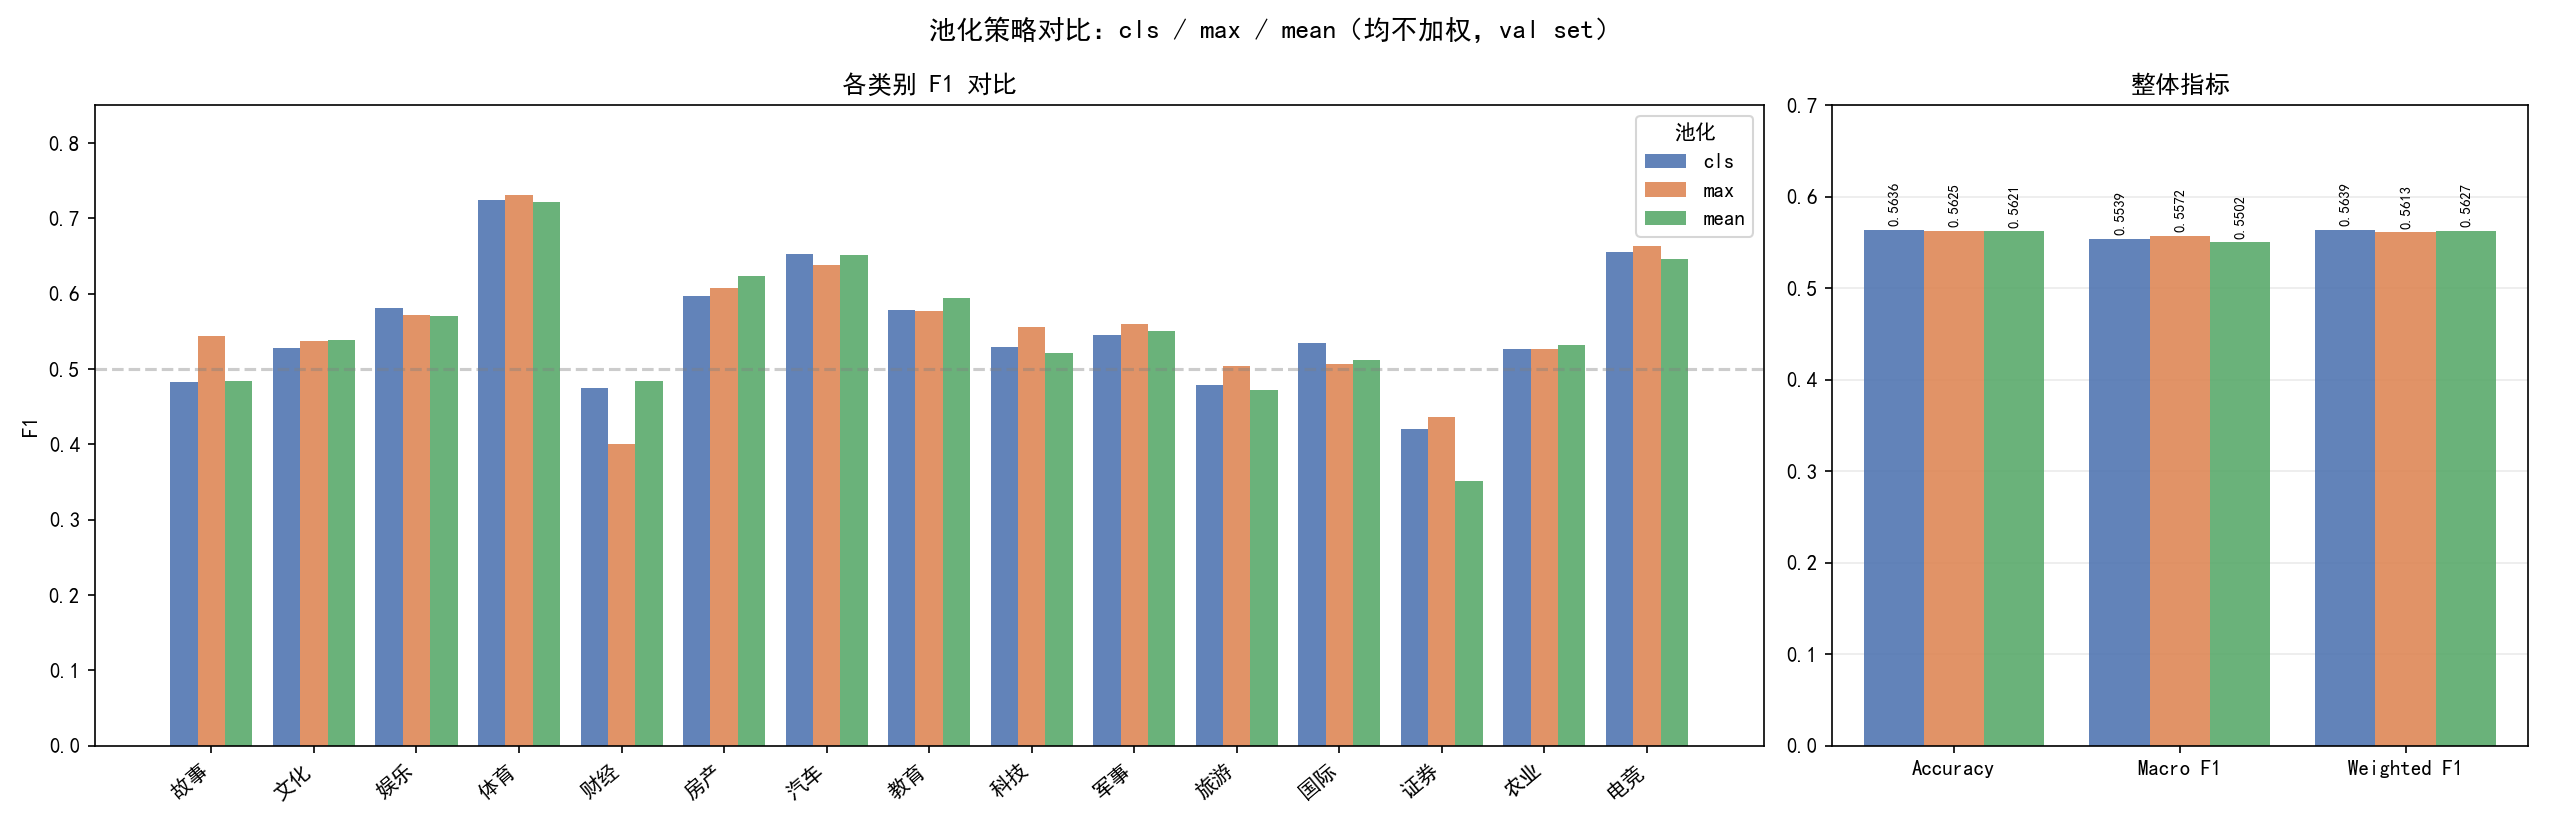 池化策略对比：cls / max / mean（均不加权，val set）
各类别 F1 对比
F1
0.8
0.7
0.6
0.5
0.4
0.3
0.2
0.1
0.0
池化
cls
max
mean
故事
文化
娱乐
体育
财经
房产
汽车
教育
科技
军事
旅游
国际
证券
农业
电竞
整体指标
0.7
0.6
0.5
0.4
0.3
0.2
0.1
0.0
0.5636
0.5625
0.5621
0.5539
0.5572
0.5502
0.5639
0.5613
0.5627
Accuracy
Macro F1
Weighted F1